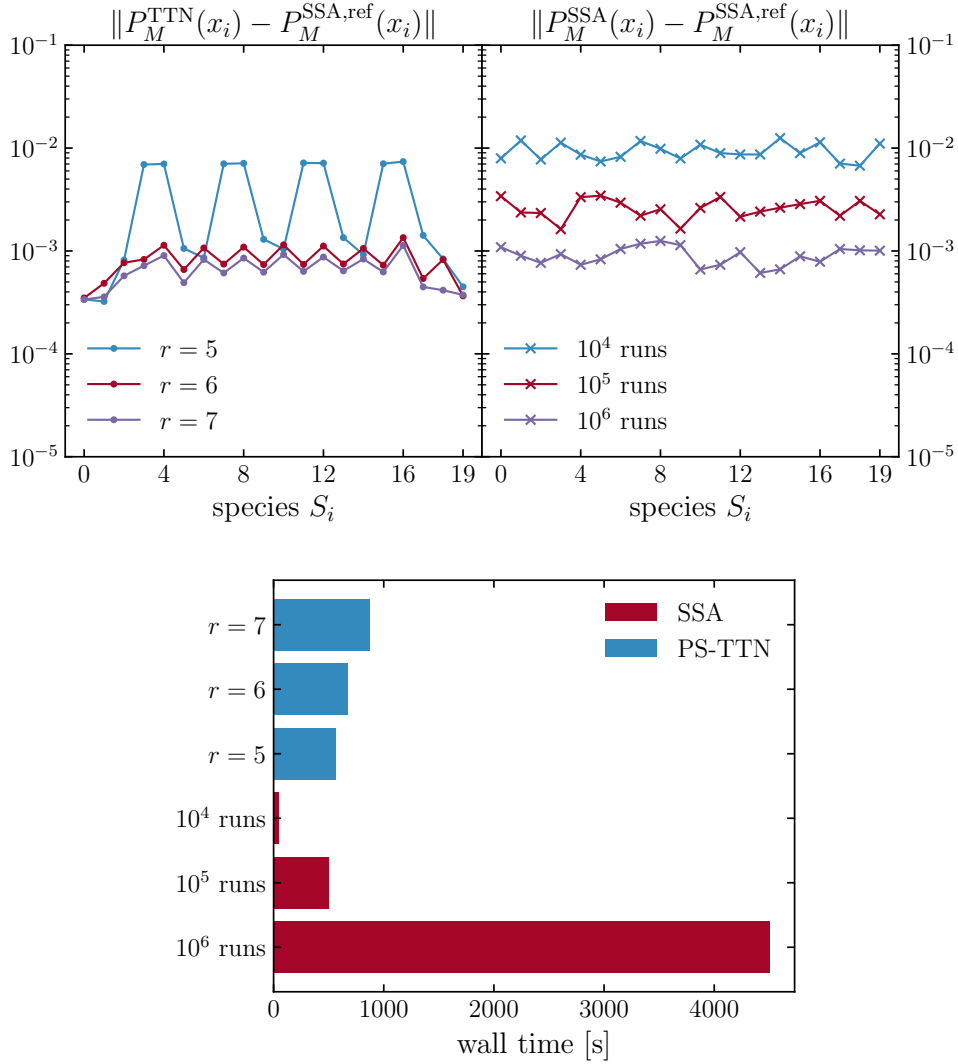 ‖P_M^TTN(x_i) − P_M^SSA,ref(x_i)‖
‖P_M^SSA(x_i) − P_M^SSA,ref(x_i)‖
10^−1
10^−2
10^−3
10^−4
10^−5
r = 5
r = 6
r = 7
0 4 8 12 16 19
species S_i
10^−1
10^−2
10^−3
10^−4
10^−5
10^4 runs
10^5 runs
10^6 runs
0 4 8 12 16 19
species S_i
r = 7
r = 6
r = 5
10^4 runs
10^5 runs
10^6 runs
SSA
PS-TTN
0 1000 2000 3000 4000
wall time [s]